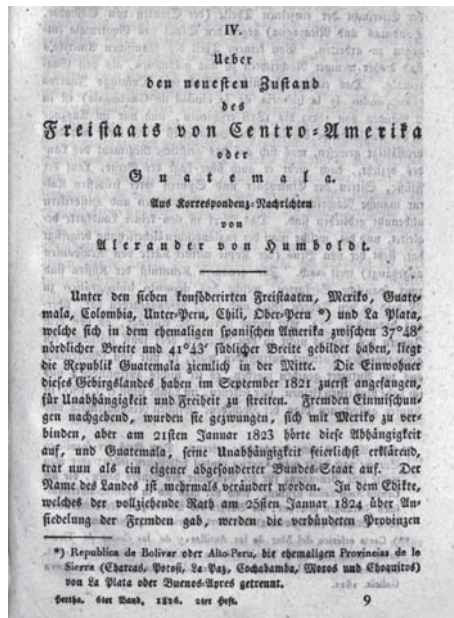 IV.
Ueber
den neuesten Zustand
des
Freistaats von Centro-Amerika
oder
Guatemala.
Aus Korrespondenz-Nachrichten
von
Alexander von Humboldt.
Unter den sieben konföderirten Freistaaten, Mexiko, Guate-
mala, Colombia, Unter-Peru, Chili, Ober-Peru *) und La Plata,
welche sich in dem ehemaligen spanischen Amerika zwischen 37°48'
nördlicher Breite und 41°43' südlicher Breite gebildet haben, liegt
die Republik Guatemala ziemlich in der Mitte. Die Einwohner
dieses Gebirgslandes haben im September 1821 zuerst angefangen,
für Unabhängigkeit und Freiheit zu streiten. Fremden Einmischun-
gen nachgebend, wurden sie gezwungen, sich mit Mexiko zu ver-
binden, aber am 21sten Januar 1823 hörte diese Abhängigkeit
auf, und Guatemala, seine Unabhängigkeit feierlichst erklärend,
trat nun als ein eigener abgesonderter Bundes-Staat auf. Der
Name des Landes ist mehrmals verändert worden. In dem Edikte,
welches der vollziehende Rath am 25sten Januar 1824 über An-
siedelung der Fremden gab, werden die verbündeten Provinzen
*) Republica de Bolivar oder Alto-Peru, die ehemaligen Provincias de le
Sierra (Charcas, Potosi, La Paz, Cochabamba, Moxos und Choquitos)
von La Plata oder Buenos-Ayres getrennt.
Hertha. 6ter Band. 1826. 2ter Heft. 9